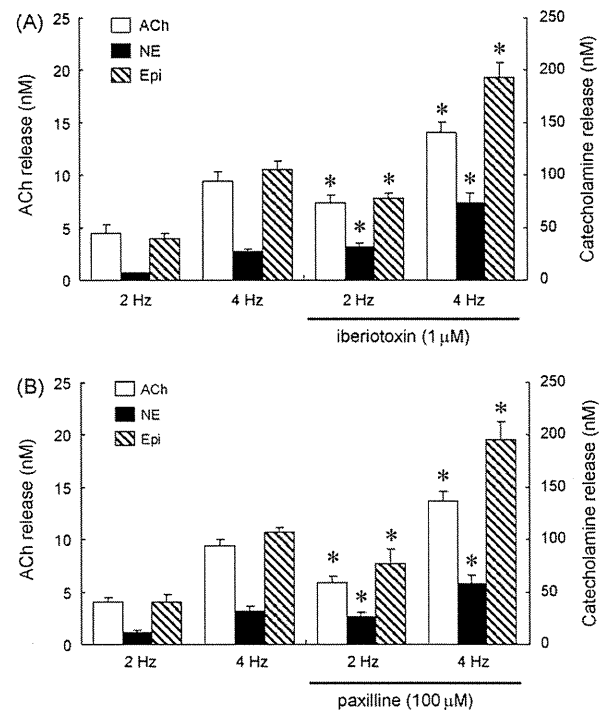 (A)
ACh
NE
Epi
25
20
15
10
5
0
ACh release (nM)
250
200
150
100
50
0
Catecholamine release (nM)
* * * * * *
2 Hz 4 Hz 2 Hz 4 Hz
iberiotoxin (1 μM)
(B)
ACh
NE
Epi
25
20
15
10
5
0
ACh release (nM)
250
200
150
100
50
0
Catecholamine release (nM)
* * * * * *
2 Hz 4 Hz 2 Hz 4 Hz
paxilline (100 μM)